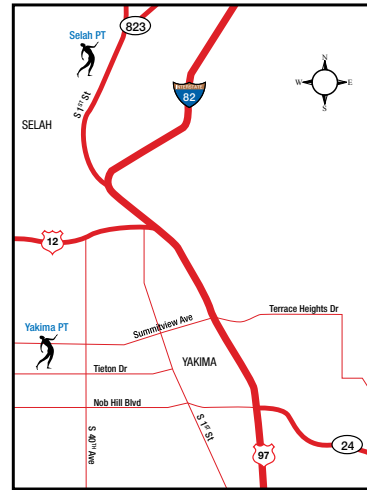 823
Selah PT
N
W
E
S
INTERSTATE
82
S 1ST St
SELAH
12
Terrace Heights Dr
Summitview Ave
Yakima PT
YAKIMA
Tieton Dr
Nob Hill Blvd
S 40TH Ave
S 1ST St
24
97